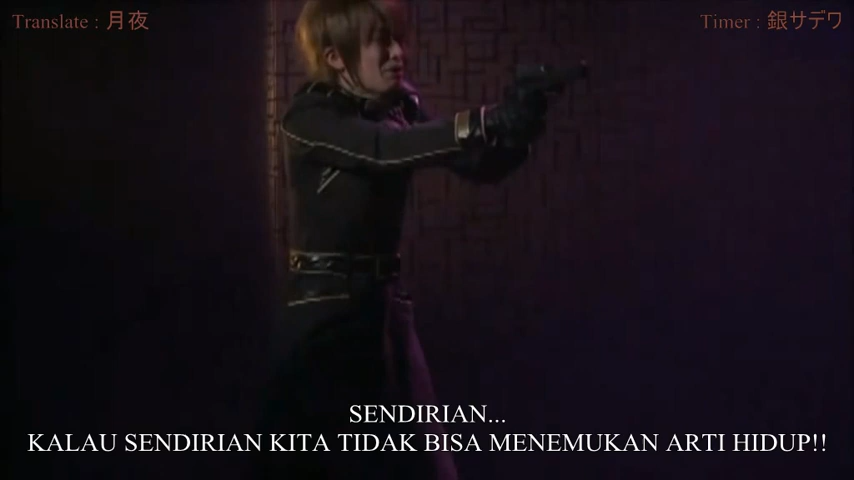 Translate : 月夜
Timer : 銀サデワ
SENDIRIAN...
KALAU SENDIRIAN KITA TIDAK BISA MENEMUKAN ARTI HIDUP!!